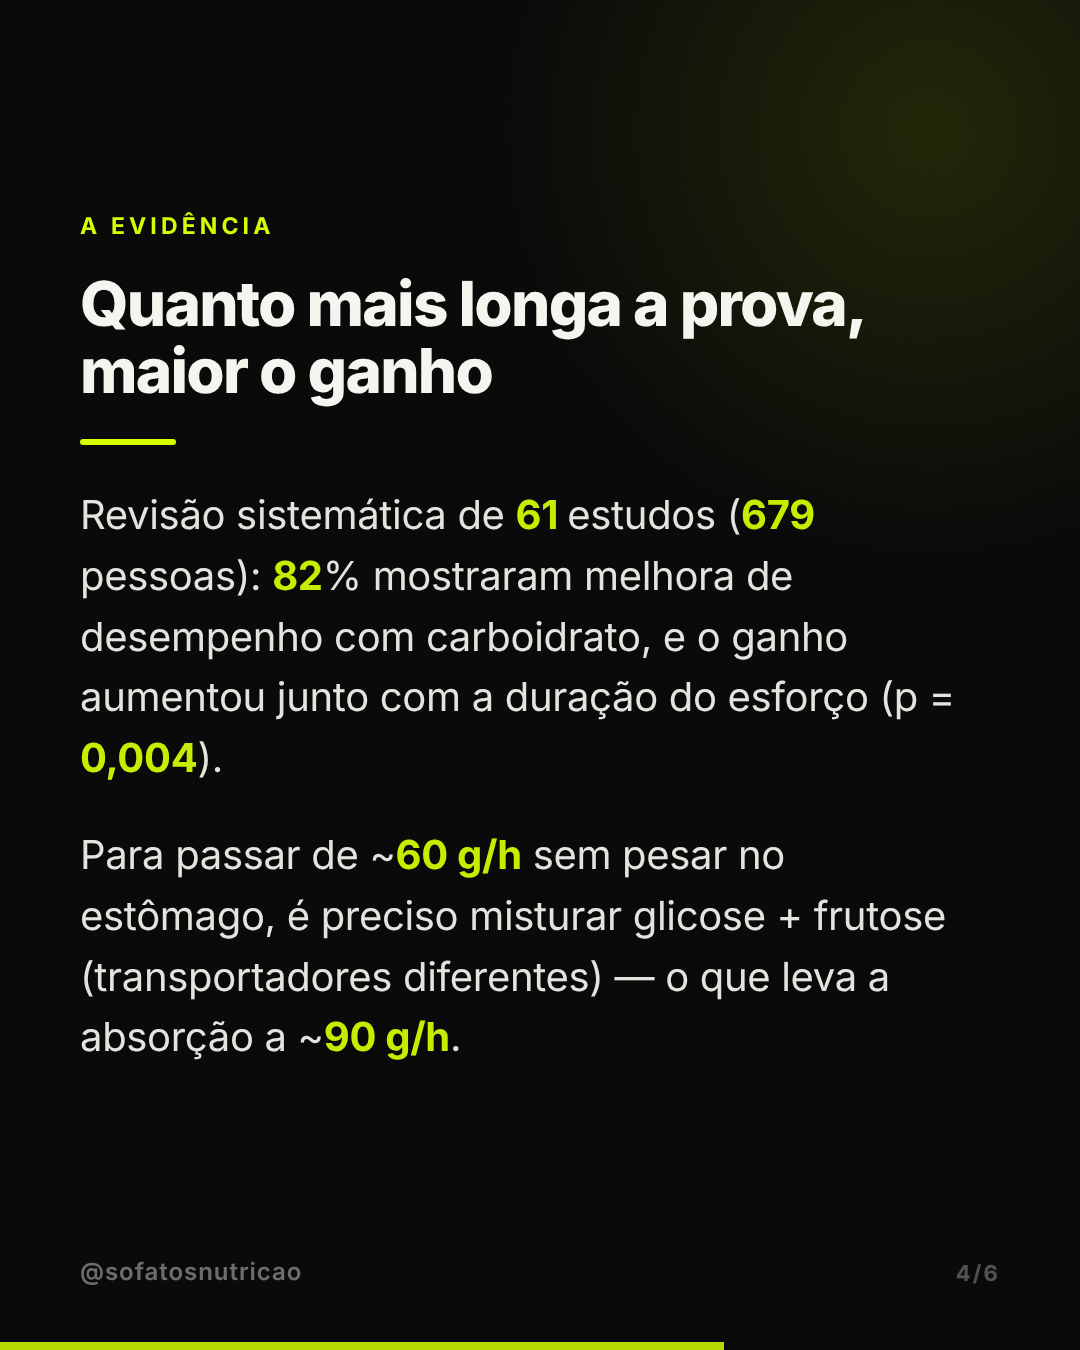 A EVIDÊNCIA
Quanto mais longa a prova,
maior o ganho
Revisão sistemática de 61 estudos (679
pessoas): 82% mostraram melhora de
desempenho com carboidrato, e o ganho
aumentou junto com a duração do esforço (p =
0,004).
Para passar de ~60 g/h sem pesar no
estômago, é preciso misturar glicose + frutose
(transportadores diferentes) — o que leva a
absorção a ~90 g/h.
@sofatosnutricao
4/6